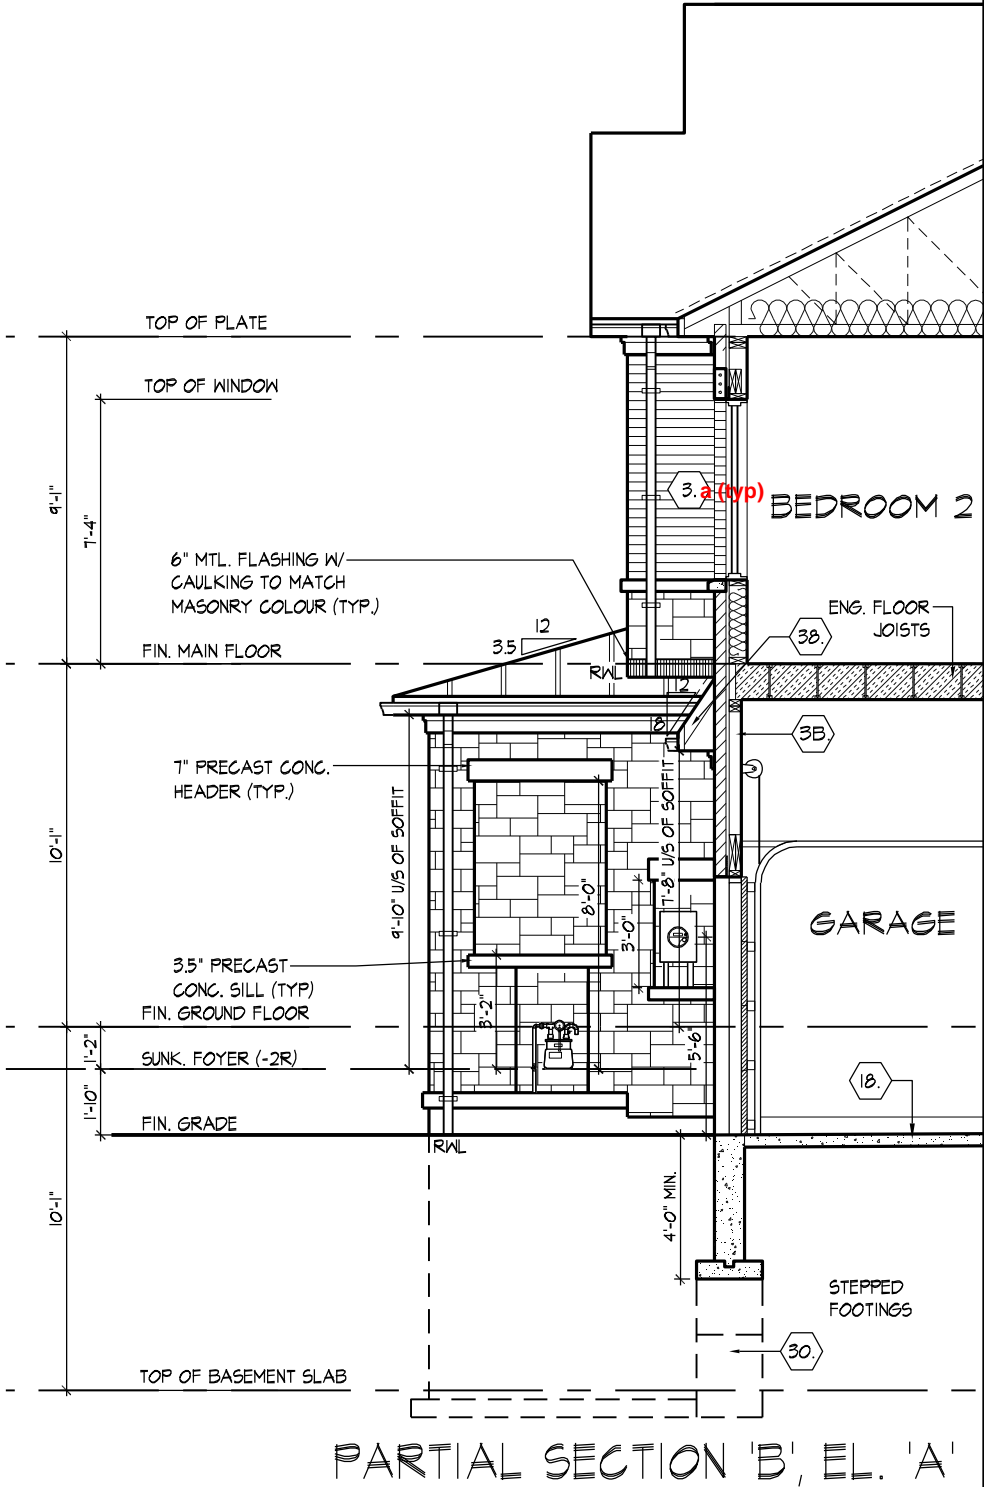 TOP OF PLATE
TOP OF WINDOW
9'-1"
7'-4"
3. a (typ)
BEDROOM 2
6" MTL. FLASHING W/
CAULKING TO MATCH
MASONRY COLOUR (TYP.)
ENG. FLOOR
JOISTS
12
3.5
38.
FIN. MAIN FLOOR
RWL
12
8
3B.
7" PRECAST CONC.
HEADER (TYP.)
10'-1"
9'-10" U/S OF SOFFIT
7'-8" U/S OF SOFFIT
8'-0"
3'-0"
GARAGE
3.5" PRECAST
CONC. SILL (TYP)
FIN. GROUND FLOOR
3'-2"
5'-6"
1'-2"
SUNK. FOYER (-2R)
18.
1'-10"
FIN. GRADE
RWL
4'-0" MIN.
10'-1"
STEPPED
FOOTINGS
30.
TOP OF BASEMENT SLAB
PARTIAL SECTION 'B', EL. 'A'